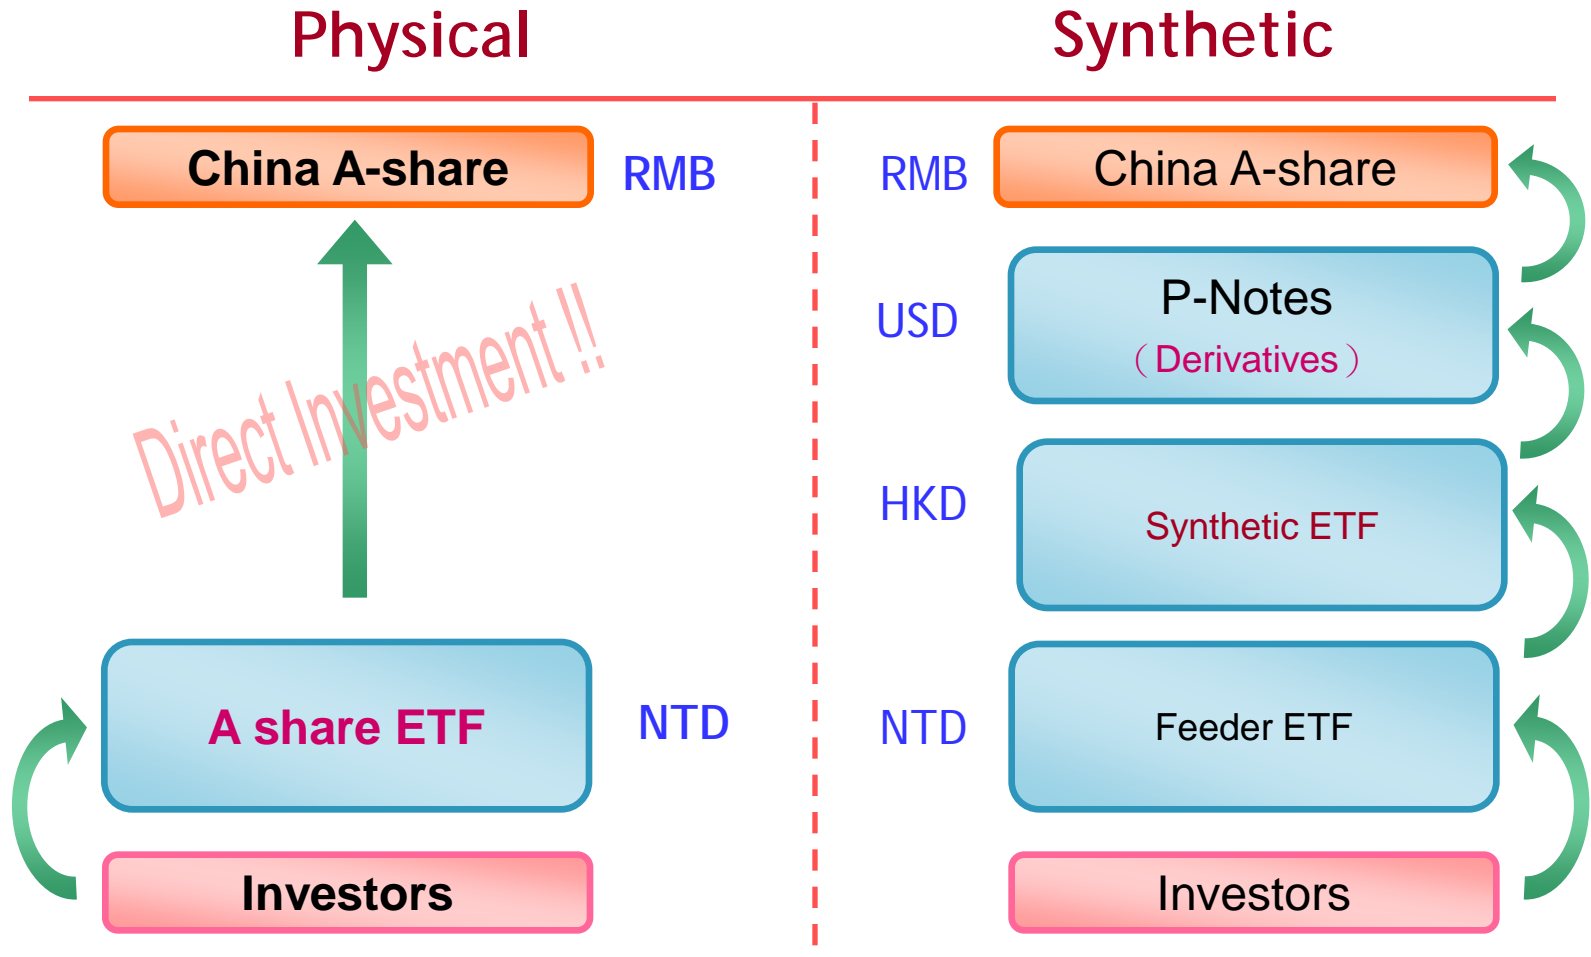 Physical
Synthetic
China A-share
RMB
Direct Investment !!
A share ETF
NTD
Investors
RMB
China A-share
USD
P-Notes
（Derivatives）
HKD
Synthetic ETF
NTD
Feeder ETF
Investors